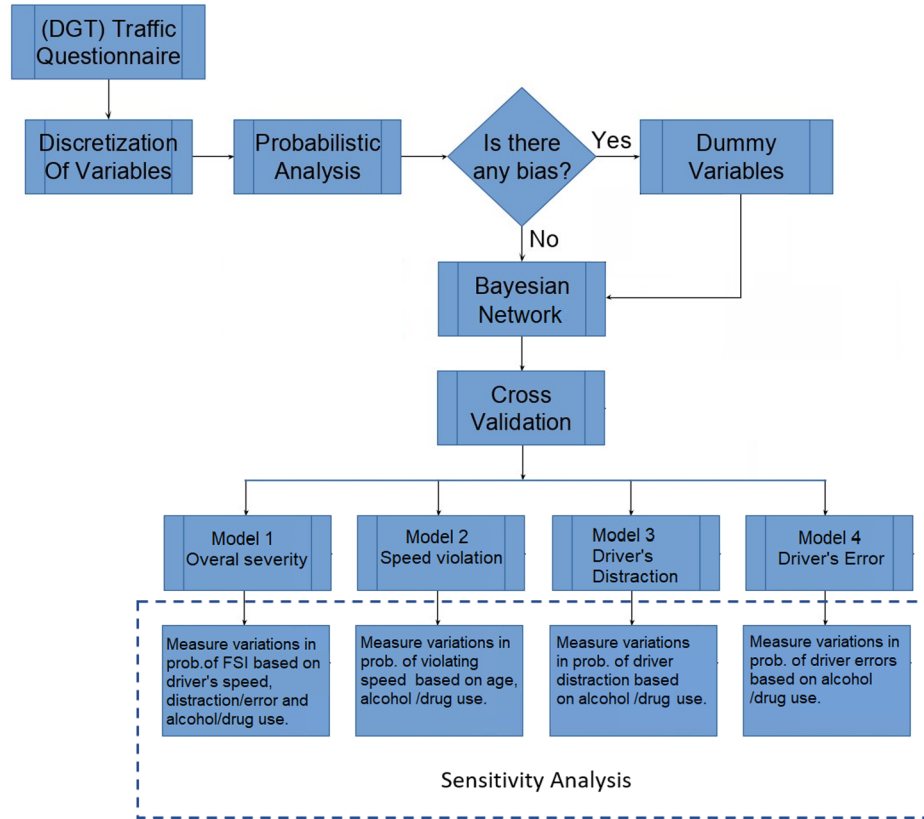 (DGT) Traffic
Questionnaire
Discretization
Of Variables
Probabilistic
Analysis
Is there
any bias?
Yes
Dummy
Variables
No
Bayesian
Network
Cross
Validation
Model 1
Overal severity
Model 2
Speed violation
Model 3
Driver's
Distraction
Model 4
Driver's Error
Measure variations in
prob.of FSI based on
driver's speed,
distraction/error and
alcohol/drug use.
Measure variations in
prob. of violating
speed based on age,
alcohol /drug use.
Measure variations
in prob. of driver
distraction based
on alcohol /drug use.
Measure variations in
prob. of driver errors
based on alcohol
/drug use.
Sensitivity Analysis